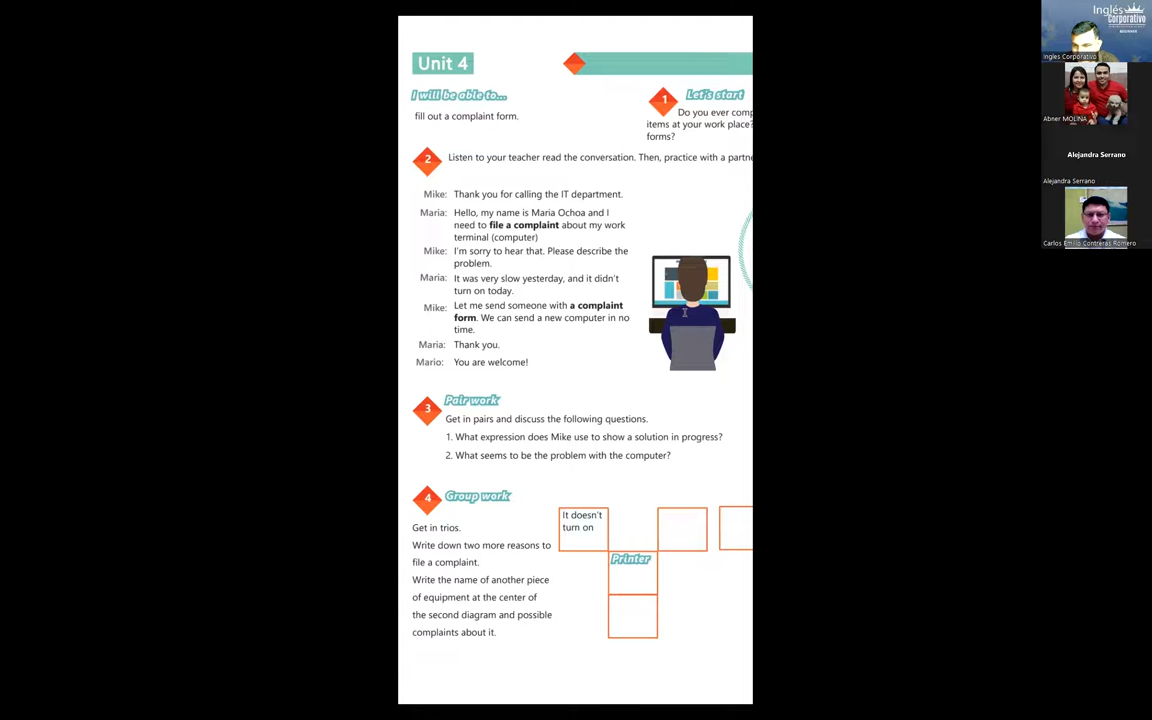 Unit 4
I will be able to...
fill out a complaint form.
1
Let's start
Do you ever comp
items at your work place?
forms?
2
Listen to your teacher read the conversation. Then, practice with a partne
Mike: Thank you for calling the IT department.
Maria: Hello, my name is Maria Ochoa and I
need to file a complaint about my work
terminal (computer)
Mike: I'm sorry to hear that. Please describe the
problem.
Maria: It was very slow yesterday, and it didn't
turn on today.
Mike: Let me send someone with a complaint
form. We can send a new computer in no
time.
Maria: Thank you.
Mario: You are welcome!
3
Pair work
Get in pairs and discuss the following questions.
1. What expression does Mike use to show a solution in progress?
2. What seems to be the problem with the computer?
4
Group work
Get in trios.
Write down two more reasons to
file a complaint.
Write the name of another piece
of equipment at the center of
the second diagram and possible
complaints about it.
It doesn't
turn on
Printer
Inglés
Corporativo
Ingles Corporativo
Abner MOLINA
Alejandra Serrano
Alejandra Serrano
Carlos Emilio Contreras Romero